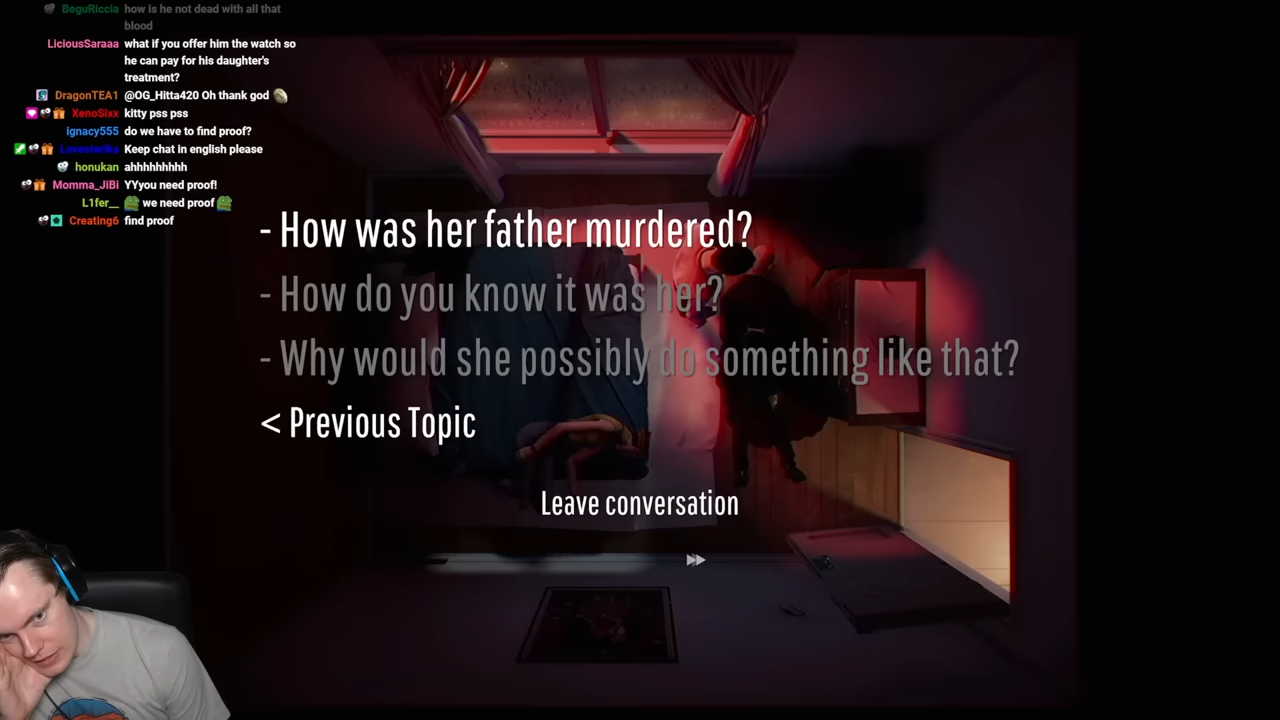 BeguRiccia how is he not dead with all that
blood
LiciousSaraaa what if you offer him the watch so
he can pay for his daughter's
treatment?
DragonTEA1 @OG_Hitta420 Oh thank god
XenoSixx kitty pss pss
ignacy555 do we have to find proof?
Lovesteriks Keep chat in english please
honukan ahhhhhhhhh
Momma_JiBi YYyou need proof!
L1fer__ we need proof
Creating6 find proof
- How was her father murdered?
- How do you know it was her?
- Why would she possibly do something like that?
< Previous Topic
Leave conversation